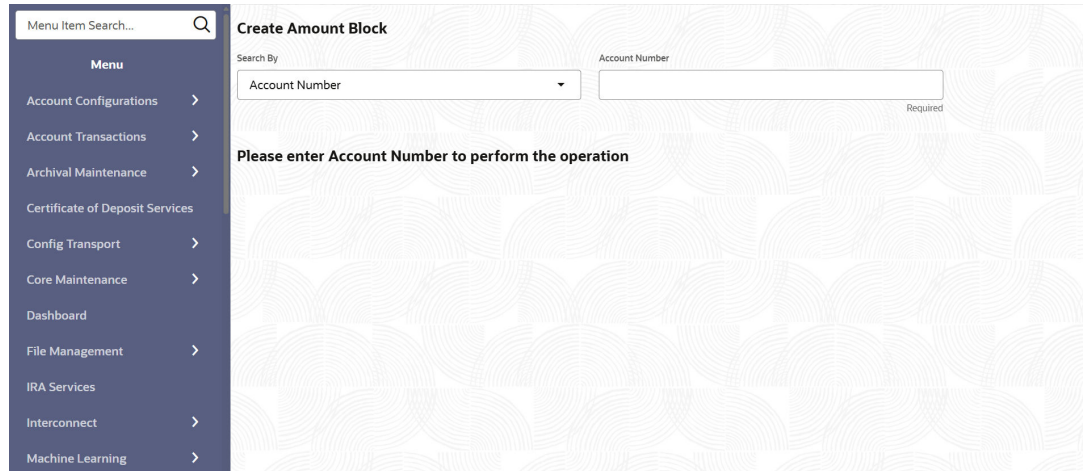 Menu Item Search...
Menu
Account Configurations
Account Transactions
Archival Maintenance
Certificate of Deposit Services
Config Transport
Core Maintenance
Dashboard
File Management
IRA Services
Interconnect
Machine Learning
Create Amount Block
Search By
Account Number
Account Number
Required
Please enter Account Number to perform the operation